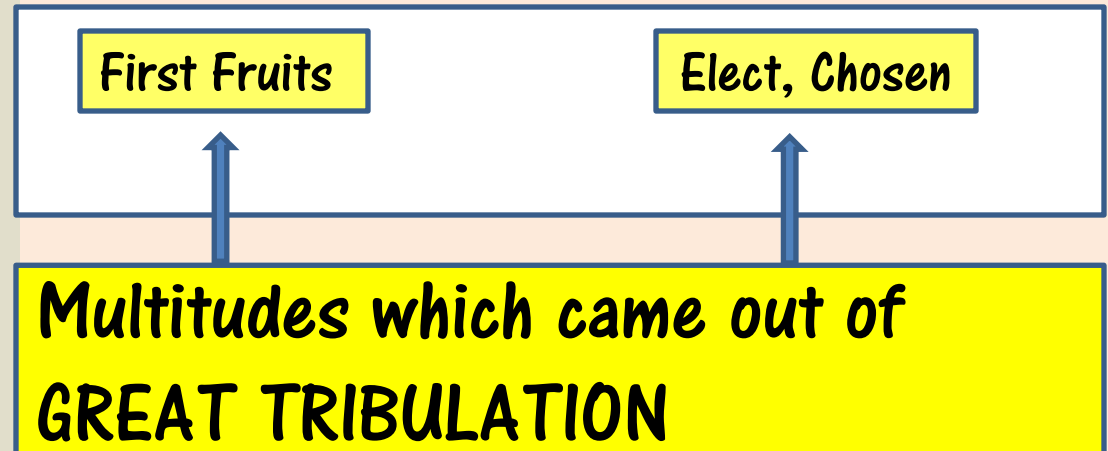 First Fruits
Elect, Chosen
Multitudes which came out of
GREAT TRIBULATION